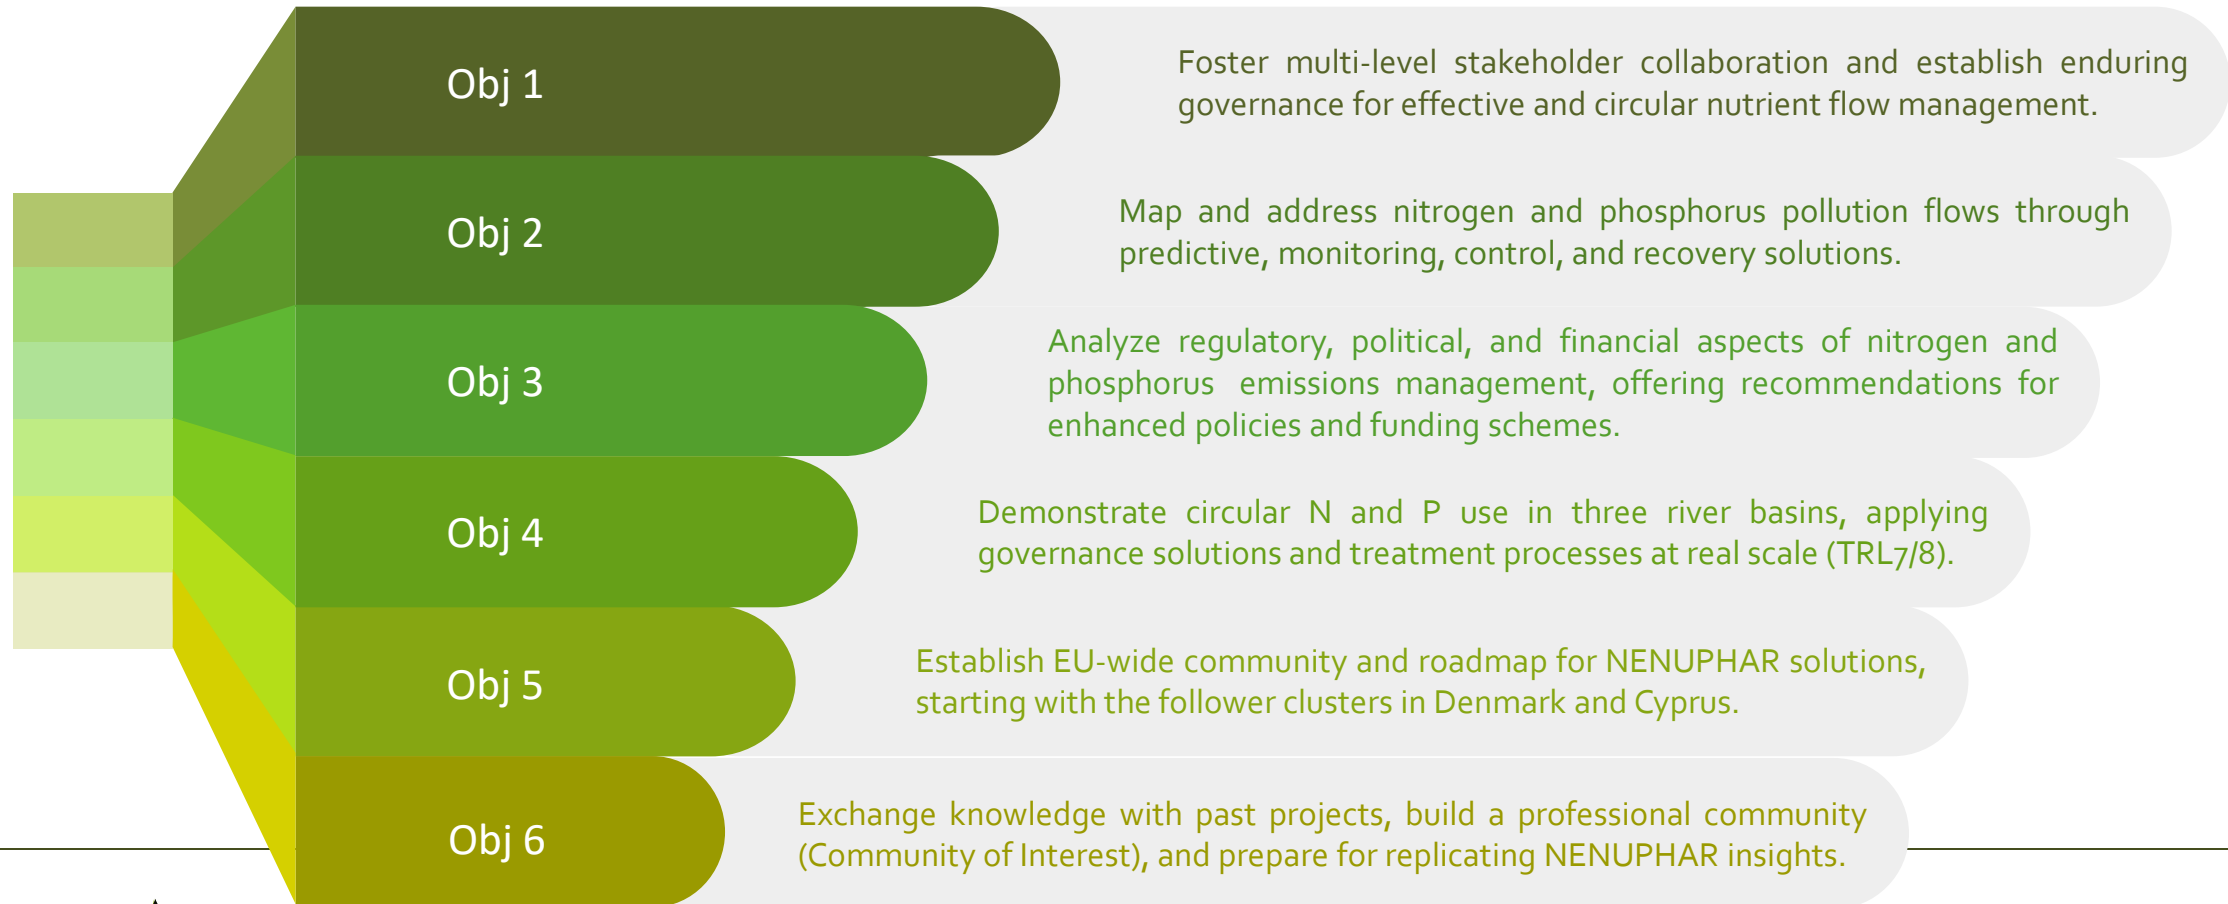 Obj 1
Foster multi-level stakeholder collaboration and establish enduring
governance for effective and circular nutrient flow management.
Obj 2
Map and address nitrogen and phosphorus pollution flows through
predictive, monitoring, control, and recovery solutions.
Obj 3
Analyze regulatory, political, and financial aspects of nitrogen and
phosphorus emissions management, offering recommendations for
enhanced policies and funding schemes.
Obj 4
Demonstrate circular N and P use in three river basins, applying
governance solutions and treatment processes at real scale (TRL7/8).
Obj 5
Establish EU-wide community and roadmap for NENUPHAR solutions,
starting with the follower clusters in Denmark and Cyprus.
Obj 6
Exchange knowledge with past projects, build a professional community
(Community of Interest), and prepare for replicating NENUPHAR insights.